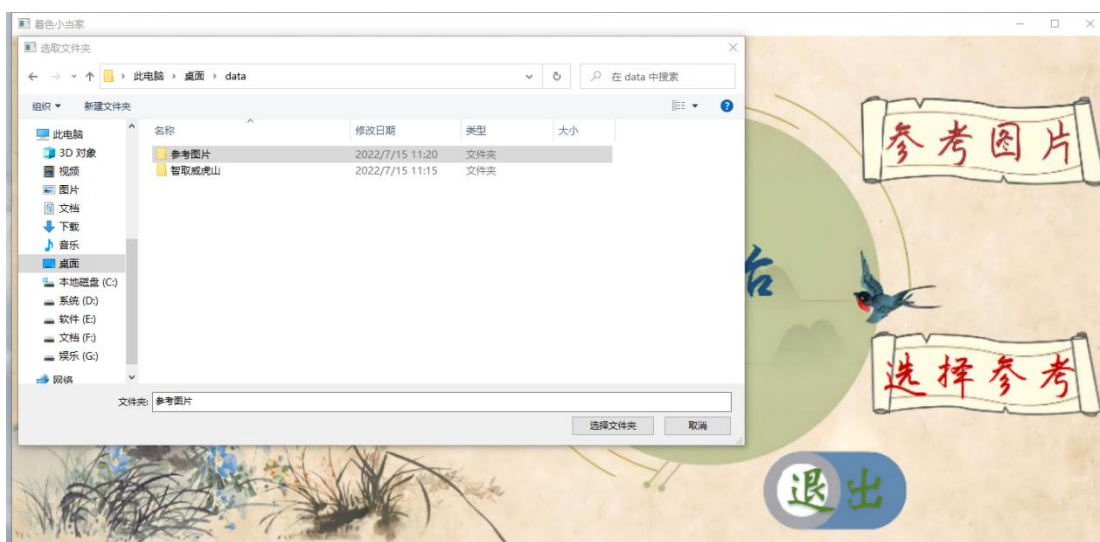 着色小当家
选取文件夹
此电脑 › 桌面 › data
在 data 中搜索
组织 新建文件夹
名称 修改日期 类型 大小
参考图片 2022/7/15 11:20 文件夹
智取威虎山 2022/7/15 11:15 文件夹
此电脑
3D 对象
视频
图片
文档
下载
音乐
桌面
本地磁盘 (C:)
系统 (D:)
软件 (E:)
文档 (F:)
娱乐 (G:)
网络
文件夹: 参考图片
选择文件夹 取消
参考图片
台
选择参考
退出